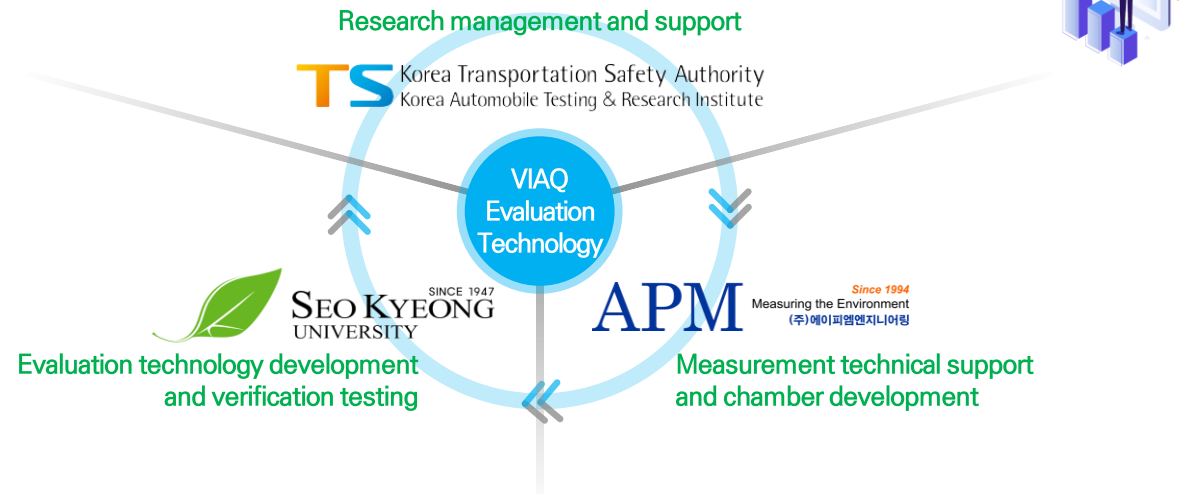 Research management and support
TS Korea Transportation Safety Authority
Korea Automobile Testing & Research Institute
VIAQ
Evaluation
Technology
SINCE 1947
SEO KYEONG
UNIVERSITY
Evaluation technology development
and verification testing
APM
Since 1994
Measuring the Environment
(주)에이피엠엔지니어링
Measurement technical support
and chamber development